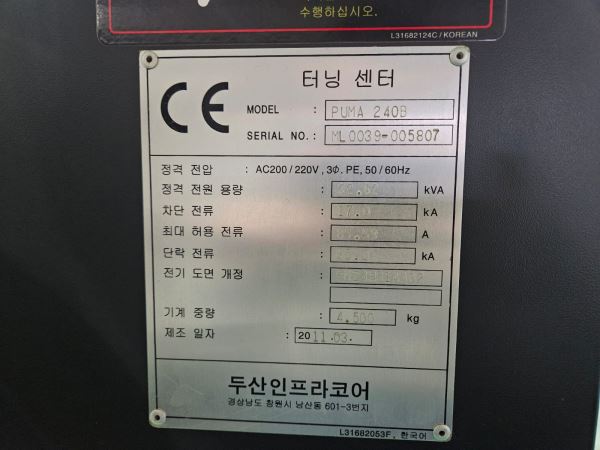 수행하십시오.
L31682124C/KOREAN
CE
터닝 센터
MODEL : PUMA 240B
SERIAL NO. : ML0039-005807
정격 전압 : AC200/220V, 3Φ. PE, 50/60Hz
정격 전원 용량 : kVA
차단 전류 : kA
최대 허용 전류 : A
단락 전류 : kA
전기 도면 개정 :
기계 중량 : 4,500 kg
제조 일자 : 2011.03.
두산인프라코어
경상남도 창원시 남산동 601-3번지
L31682053F, 한국어